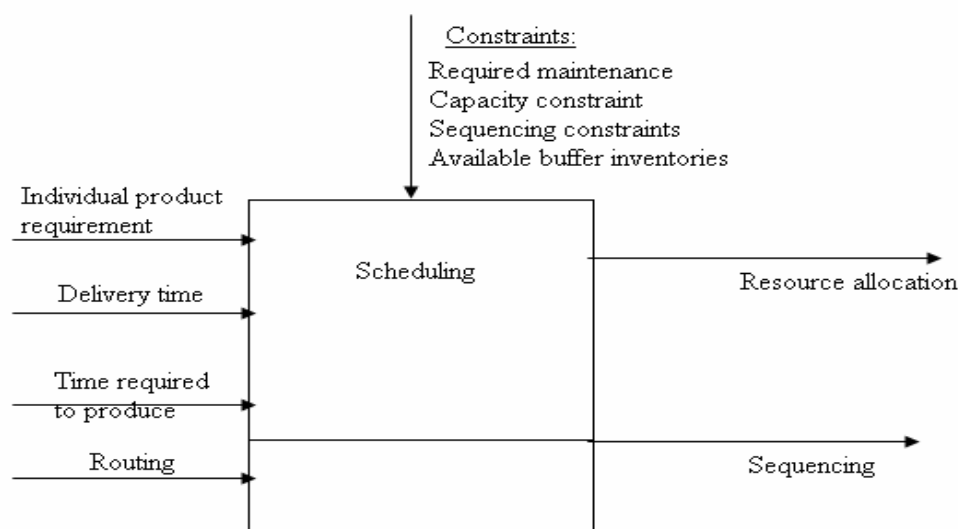 Constraints:
Required maintenance
Capacity constraint
Sequencing constraints
Available buffer inventories
Individual product
requirement
Scheduling
Resource allocation
Delivery time
Time required
to produce
Routing
Sequencing